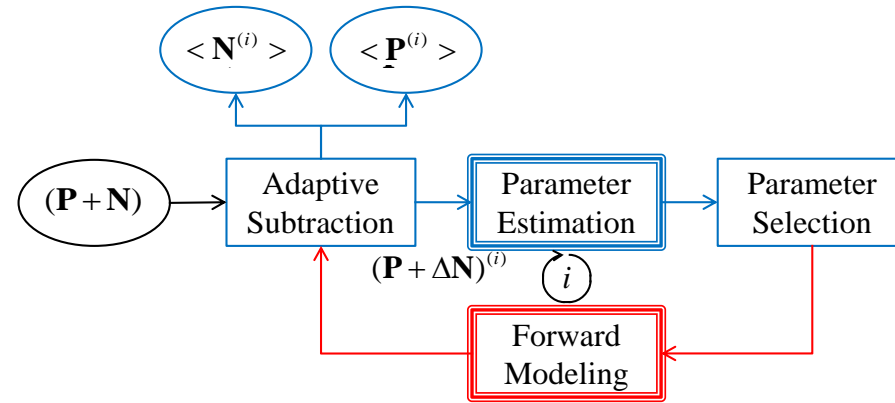 < N^(i) >
< P^(i) >
(P + N)
Adaptive
Subtraction
Parameter
Estimation
Parameter
Selection
(P + ΔN)^(i)
i
Forward
Modeling